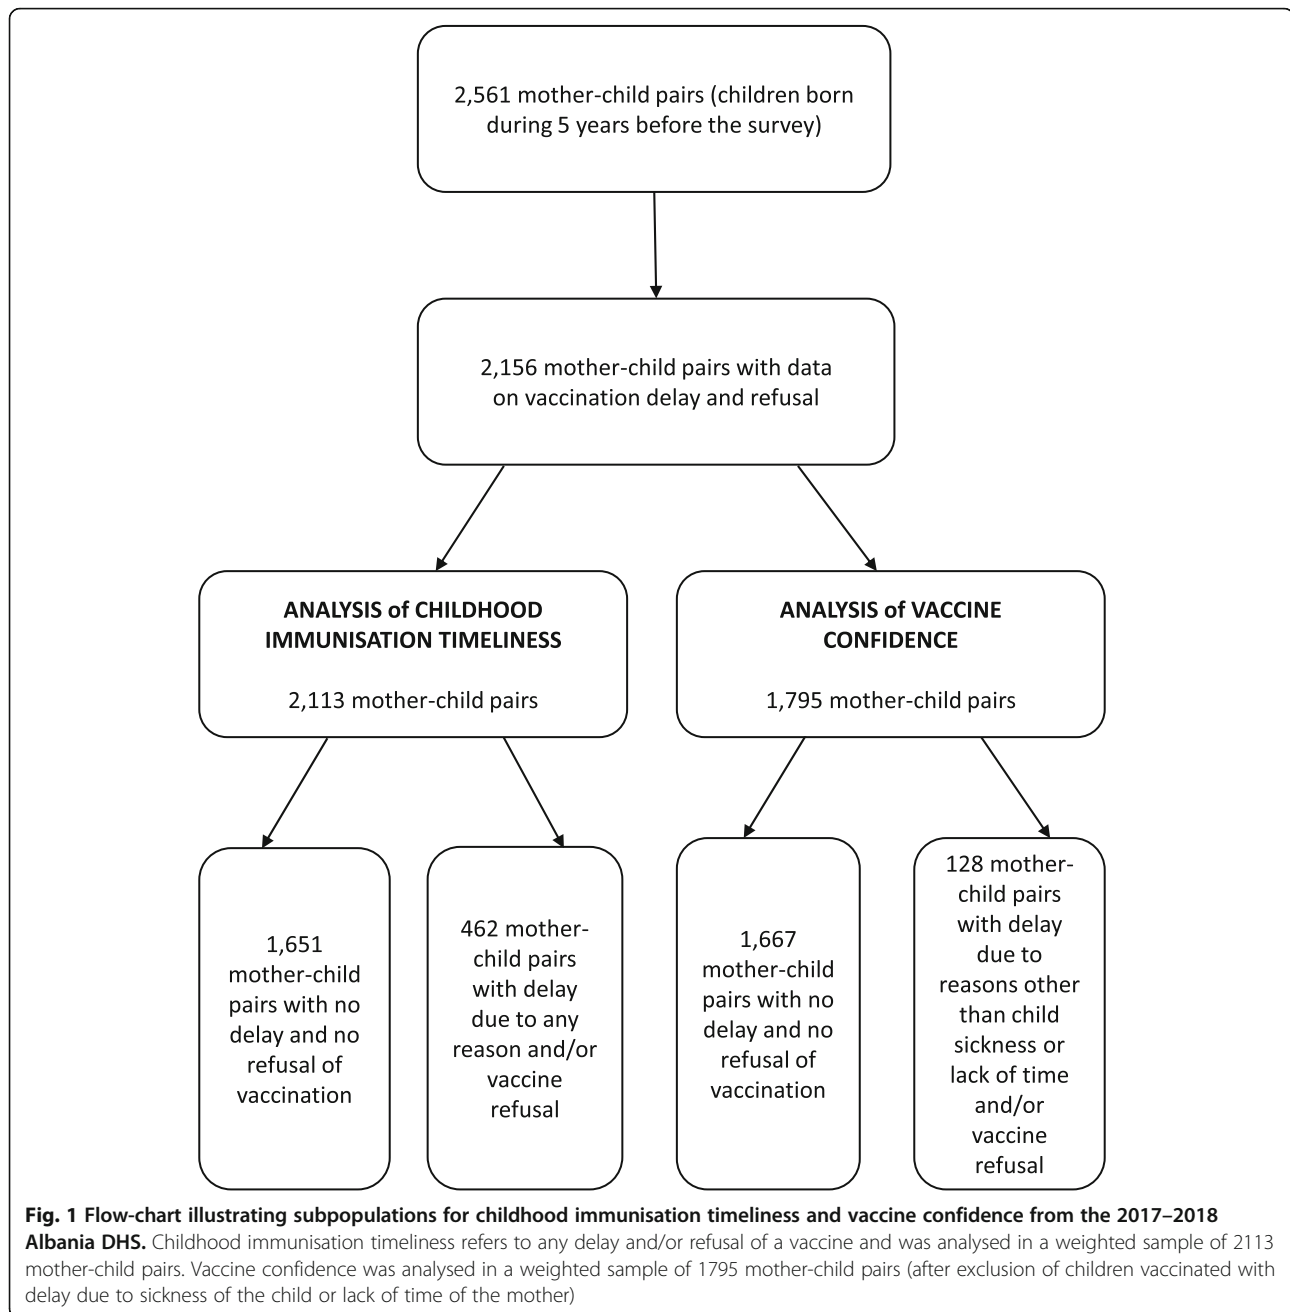 2,561 mother-child pairs (children born
during 5 years before the survey)
2,156 mother-child pairs with data
on vaccination delay and refusal
ANALYSIS of CHILDHOOD
IMMUNISATION TIMELINESS
2,113 mother-child pairs
ANALYSIS of VACCINE
CONFIDENCE
1,795 mother-child pairs
1,651
mother-child
pairs with no
delay and no
refusal of
vaccination
462 mother-
child pairs
with delay
due to any
reason and/or
vaccine
refusal
1,667
mother-child
pairs with no
delay and no
refusal of
vaccination
128 mother-
child pairs
with delay
due to
reasons other
than child
sickness or
lack of time
and/or
vaccine
refusal
Fig. 1 Flow-chart illustrating subpopulations for childhood immunisation timeliness and vaccine confidence from the 2017–2018
Albania DHS. Childhood immunisation timeliness refers to any delay and/or refusal of a vaccine and was analysed in a weighted sample of 2113
mother-child pairs. Vaccine confidence was analysed in a weighted sample of 1795 mother-child pairs (after exclusion of children vaccinated with
delay due to sickness of the child or lack of time of the mother)